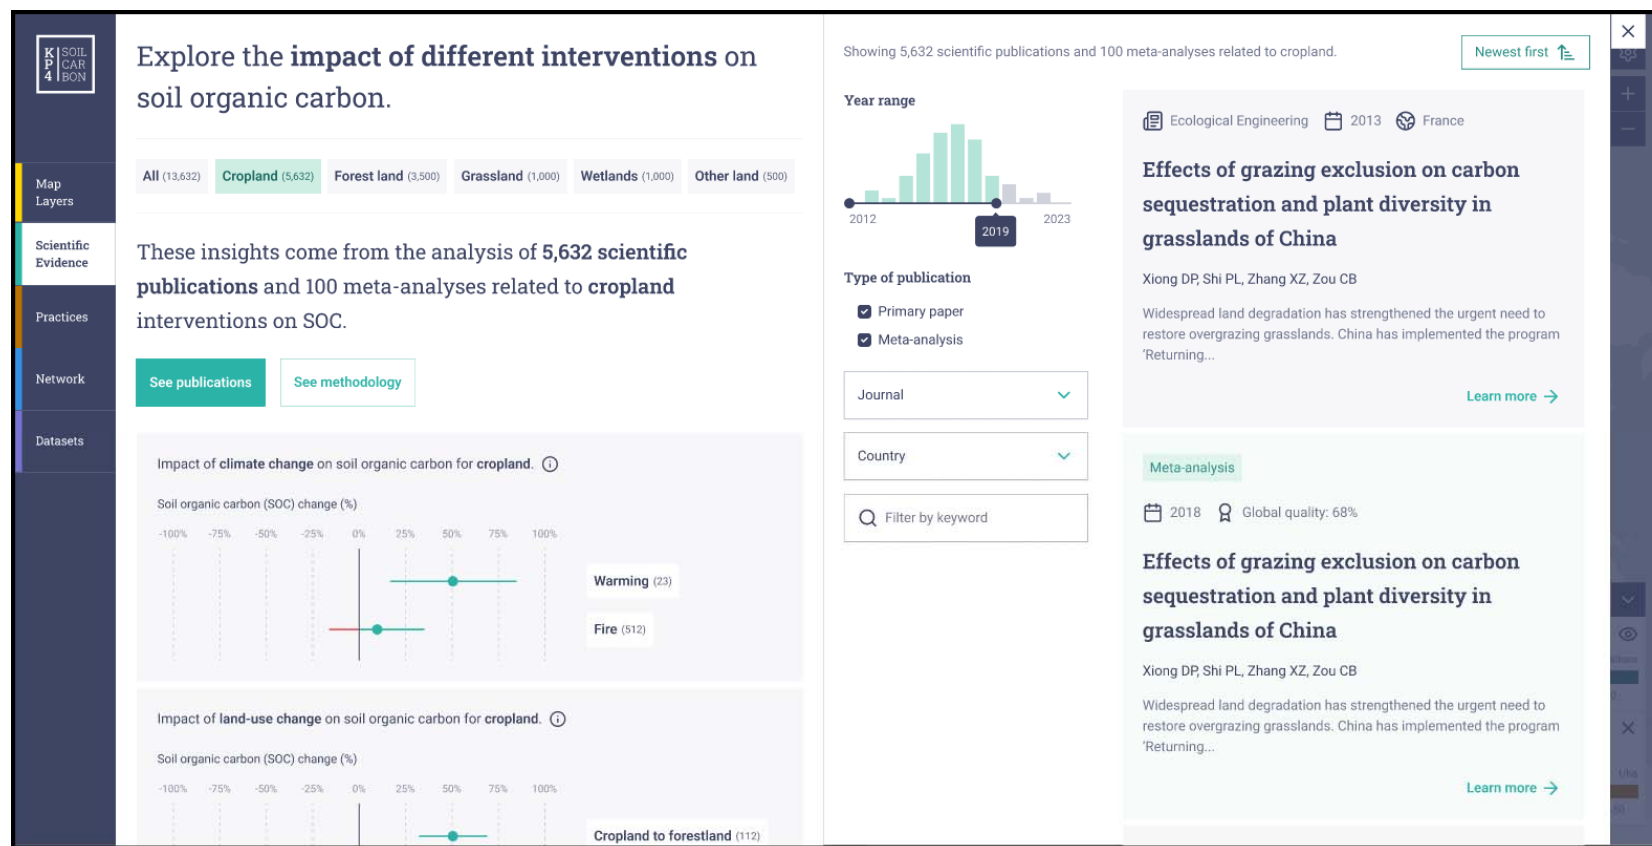 K SOIL
P CAR
4 BON
Map
Layers
Scientific
Evidence
Practices
Network
Datasets
Explore the impact of different interventions on
soil organic carbon.
All (13,632) Cropland (5,632) Forest land (3,500) Grassland (1,000) Wetlands (1,000) Other land (500)
These insights come from the analysis of 5,632 scientific
publications and 100 meta-analyses related to cropland
interventions on SOC.
See publications See methodology
Impact of climate change on soil organic carbon for cropland.
Soil organic carbon (SOC) change (%)
-100% -75% -50% -25% 0% 25% 50% 75% 100%
Warming (23)
Fire (512)
Impact of land-use change on soil organic carbon for cropland.
Soil organic carbon (SOC) change (%)
-100% -75% -50% -25% 0% 25% 50% 75% 100%
Cropland to forestland (112)
Showing 5,632 scientific publications and 100 meta-analyses related to cropland.
Newest first
Year range
2012 2023
2019
Type of publication
Primary paper
Meta-analysis
Journal
Country
Filter by keyword
Ecological Engineering 2013 France
Effects of grazing exclusion on carbon
sequestration and plant diversity in
grasslands of China
Xiong DP, Shi PL, Zhang XZ, Zou CB
Widespread land degradation has strengthened the urgent need to
restore overgrazing grasslands. China has implemented the program
'Returning...
Learn more
Meta-analysis
2018 Global quality: 68%
Effects of grazing exclusion on carbon
sequestration and plant diversity in
grasslands of China
Xiong DP, Shi PL, Zhang XZ, Zou CB
Widespread land degradation has strengthened the urgent need to
restore overgrazing grasslands. China has implemented the program
'Returning...
Learn more
t/ha